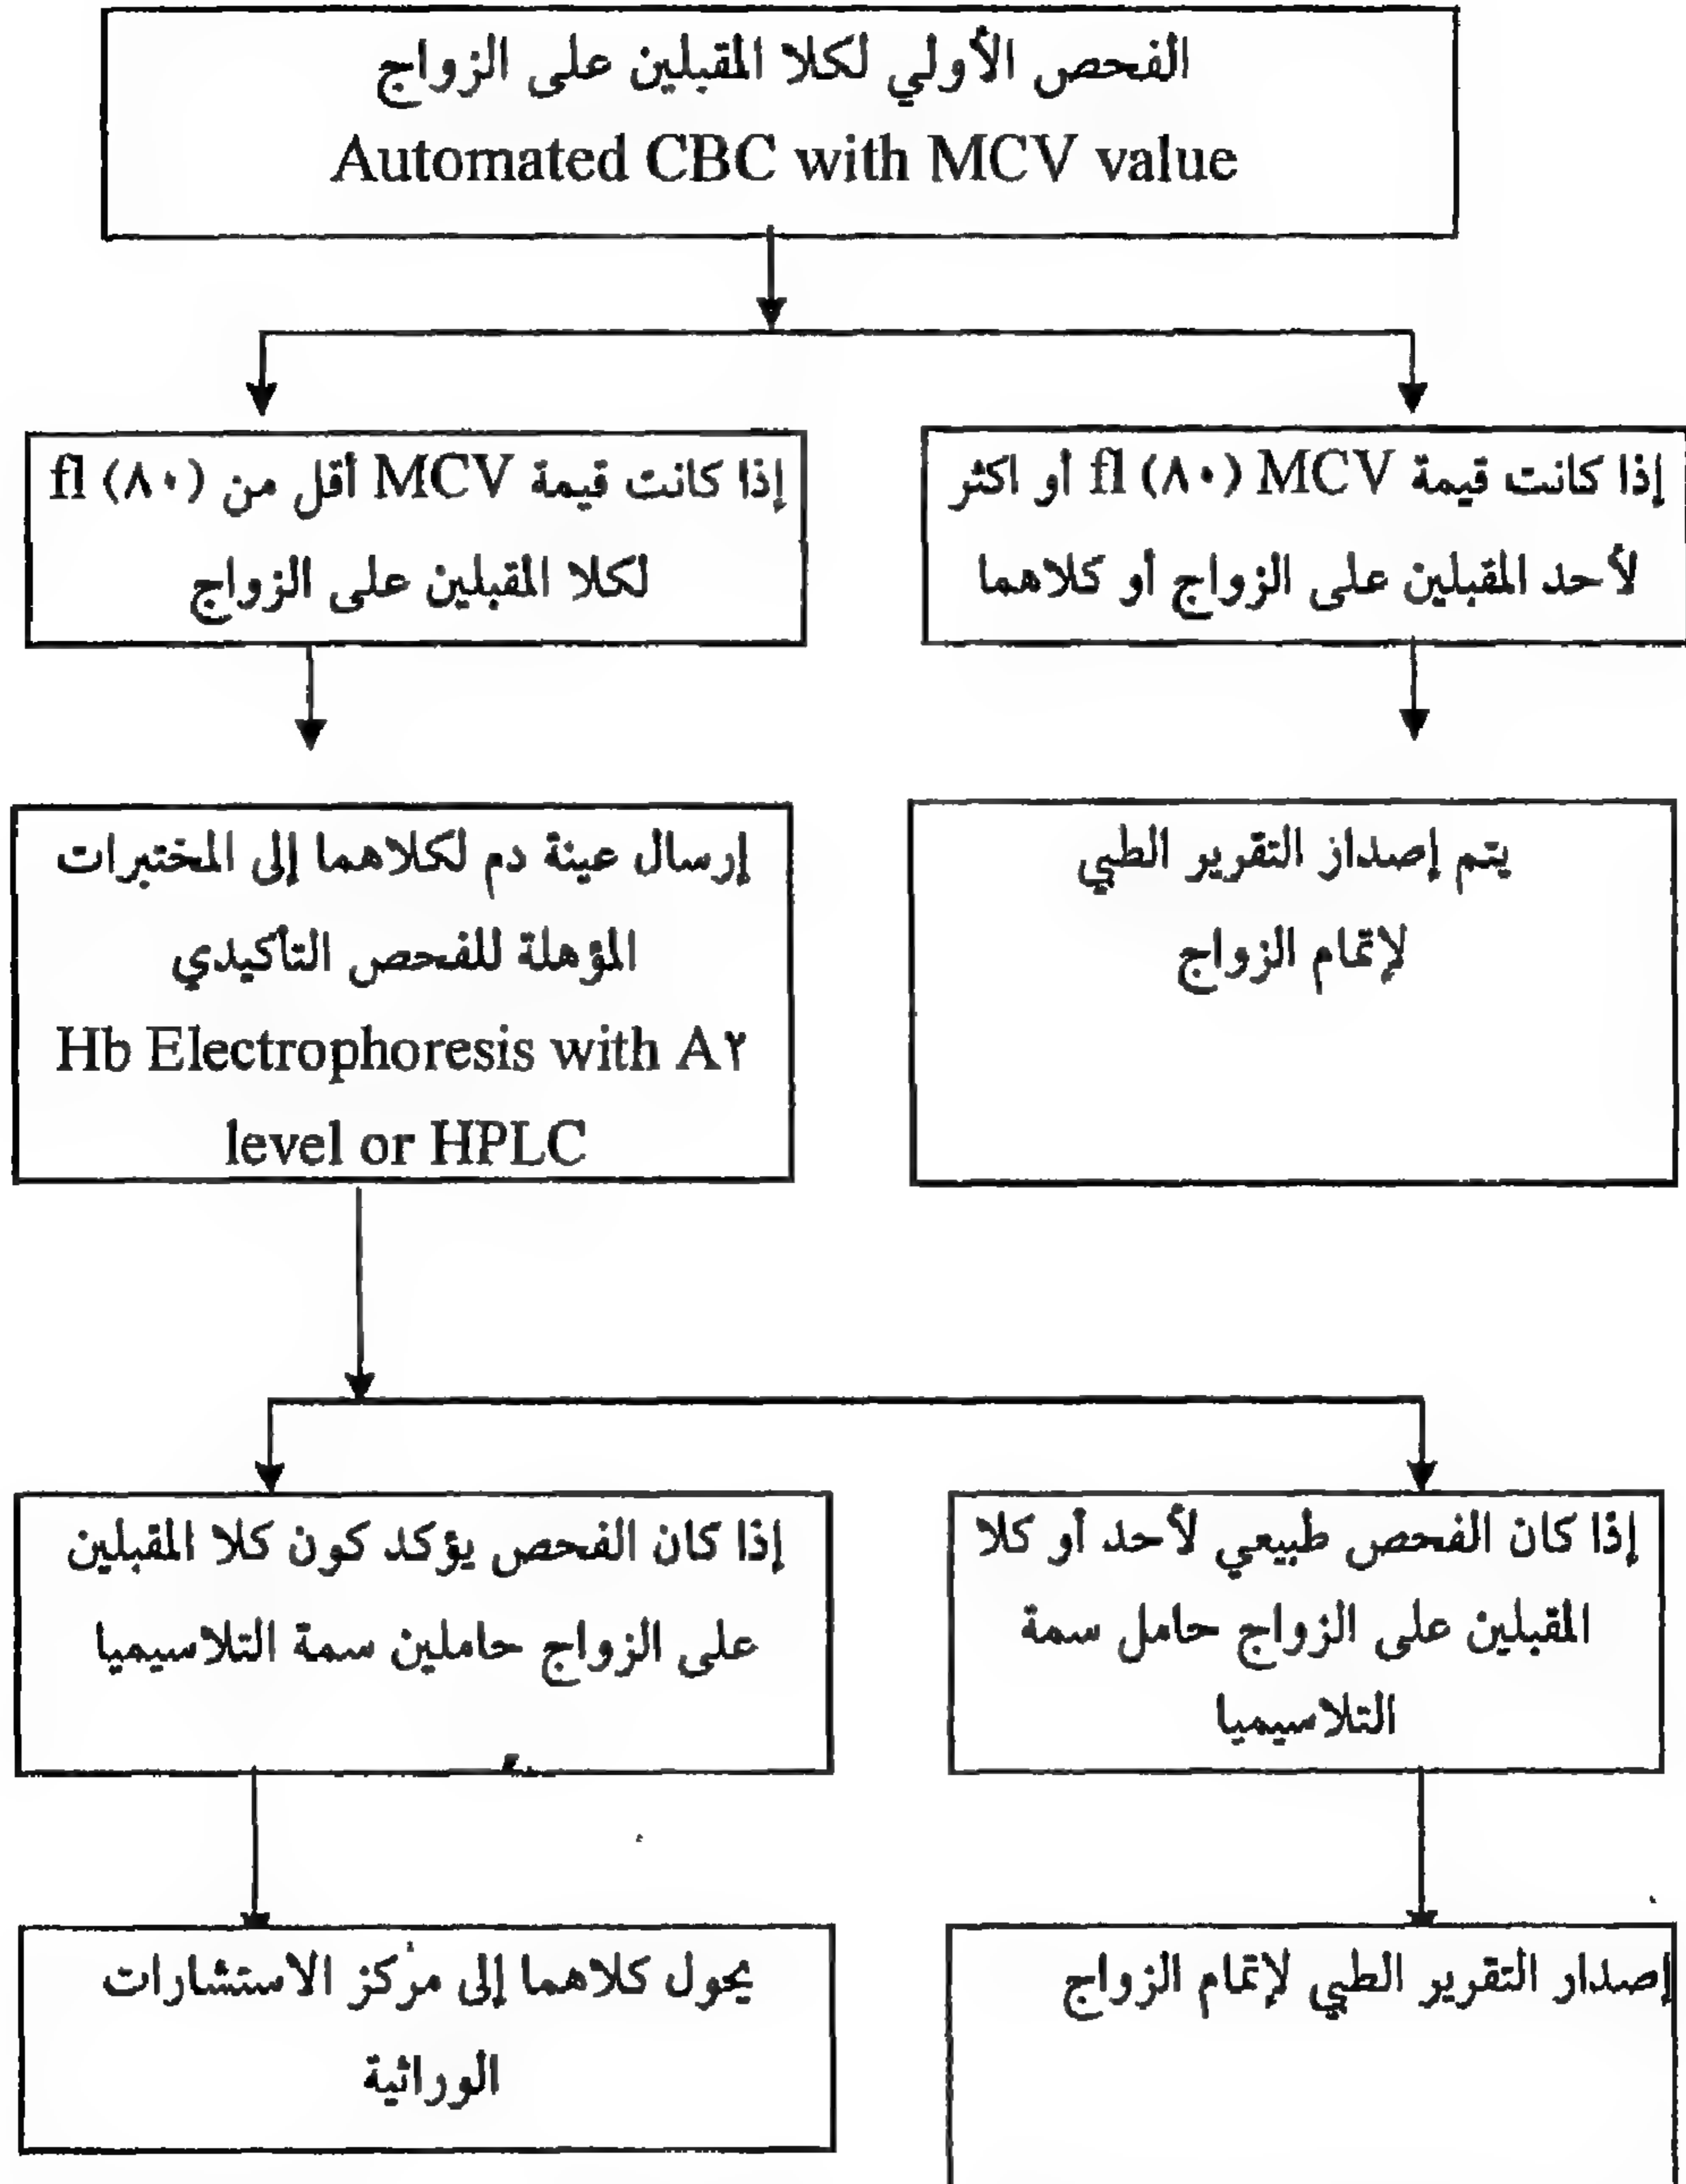 الفحص الأولي لكلا المقبلين على الزواج
Automated CBC with MCV value
إذا كانت قيمة MCV (٨٠) fl أو اكثر
لأحد المقبلين على الزواج أو كلاهما
إذا كانت قيمة MCV أقل من (٨٠) fl
لكلا المقبلين على الزواج
يتم إصداز التقرير الطبي
لإتمام الزواج
إرسال عينة دم لكلاهما إلى المختبرات
المؤهلة للفحص التأكيدي
Hb Electrophoresis with A٢
level or HPLC
إذا كان الفحص طبيعي لأحد أو كلا
المقبلين على الزواج حامل سمة
التلاسيميا
إذا كان الفحص يؤكد كون كلا المقبلين
على الزواج حاملين سمة التلاسيميا
إصدار التقرير الطبي لإتمام الزواج
يحول كلاهما إلى مركز الاستشارات
الوراثية